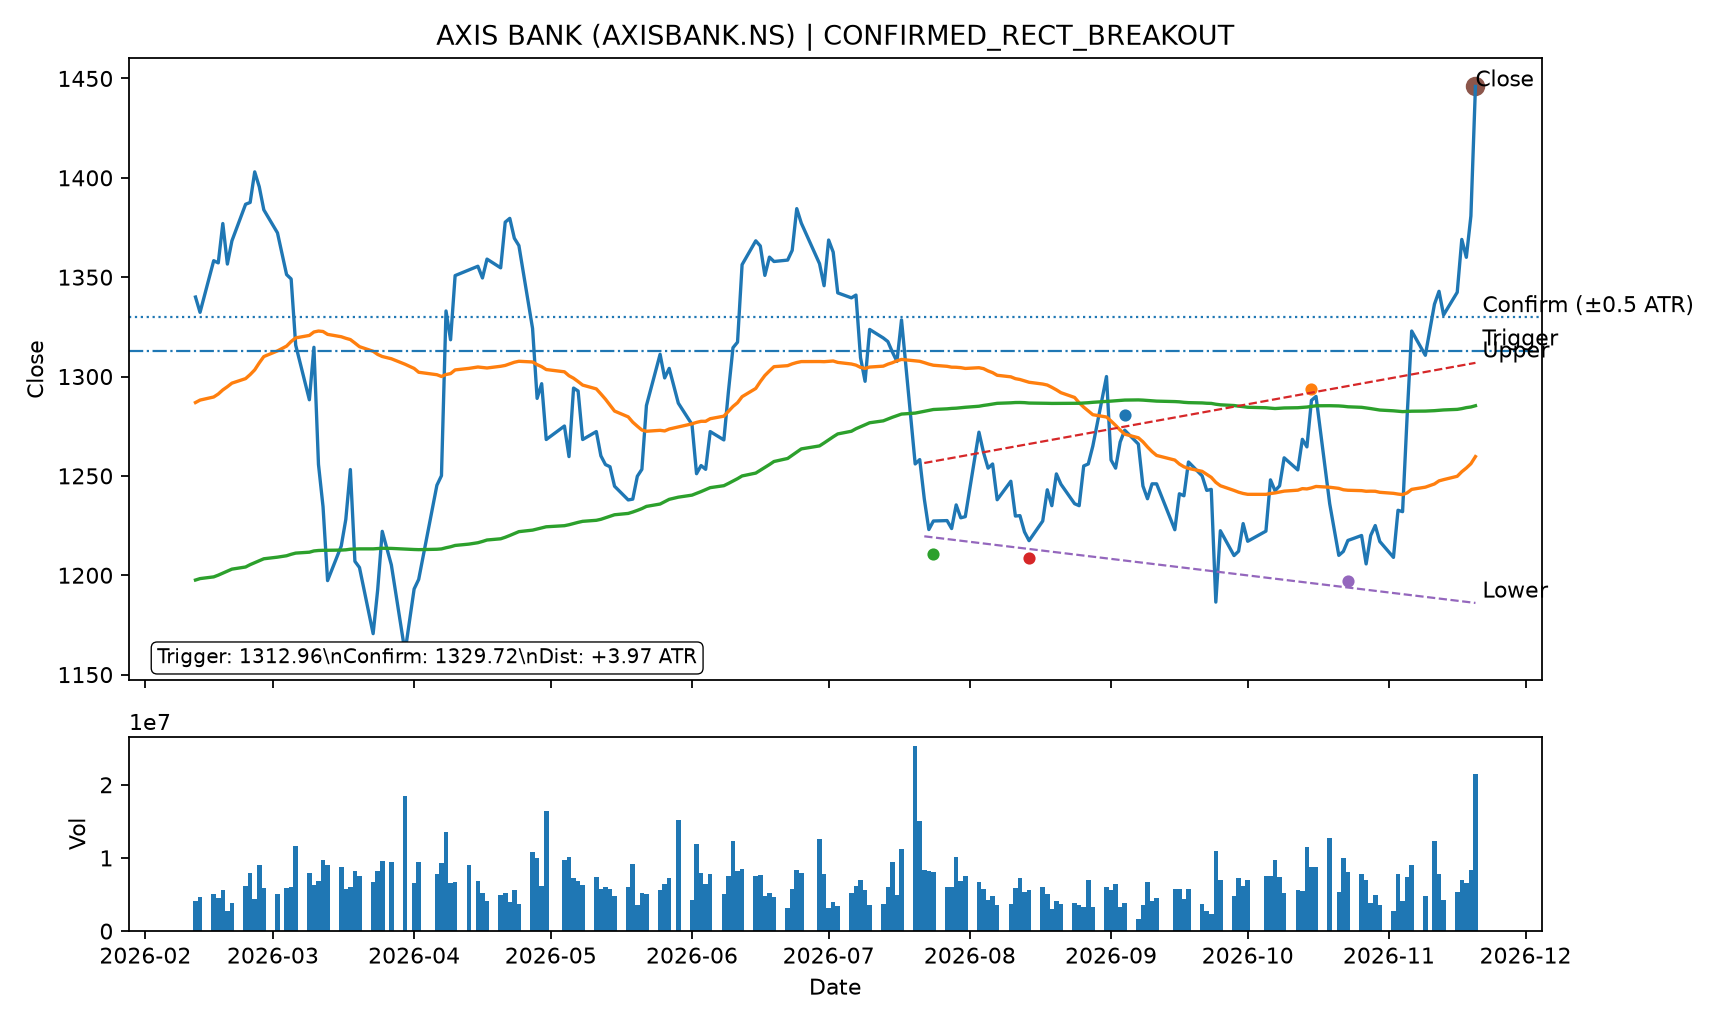 AXIS BANK (AXISBANK.NS) | CONFIRMED_RECT_BREAKOUT
Close
1450
1400
1350
1300
1250
1200
1150
Close
Confirm (±0.5 ATR)
Trigger
Upper
Lower
Trigger: 1312.96\nConfirm: 1329.72\nDist: +3.97 ATR
1e7
Vol
2
1
0
2026-02 2026-03 2026-04 2026-05 2026-06 2026-07 2026-08 2026-09 2026-10 2026-11 2026-12
Date